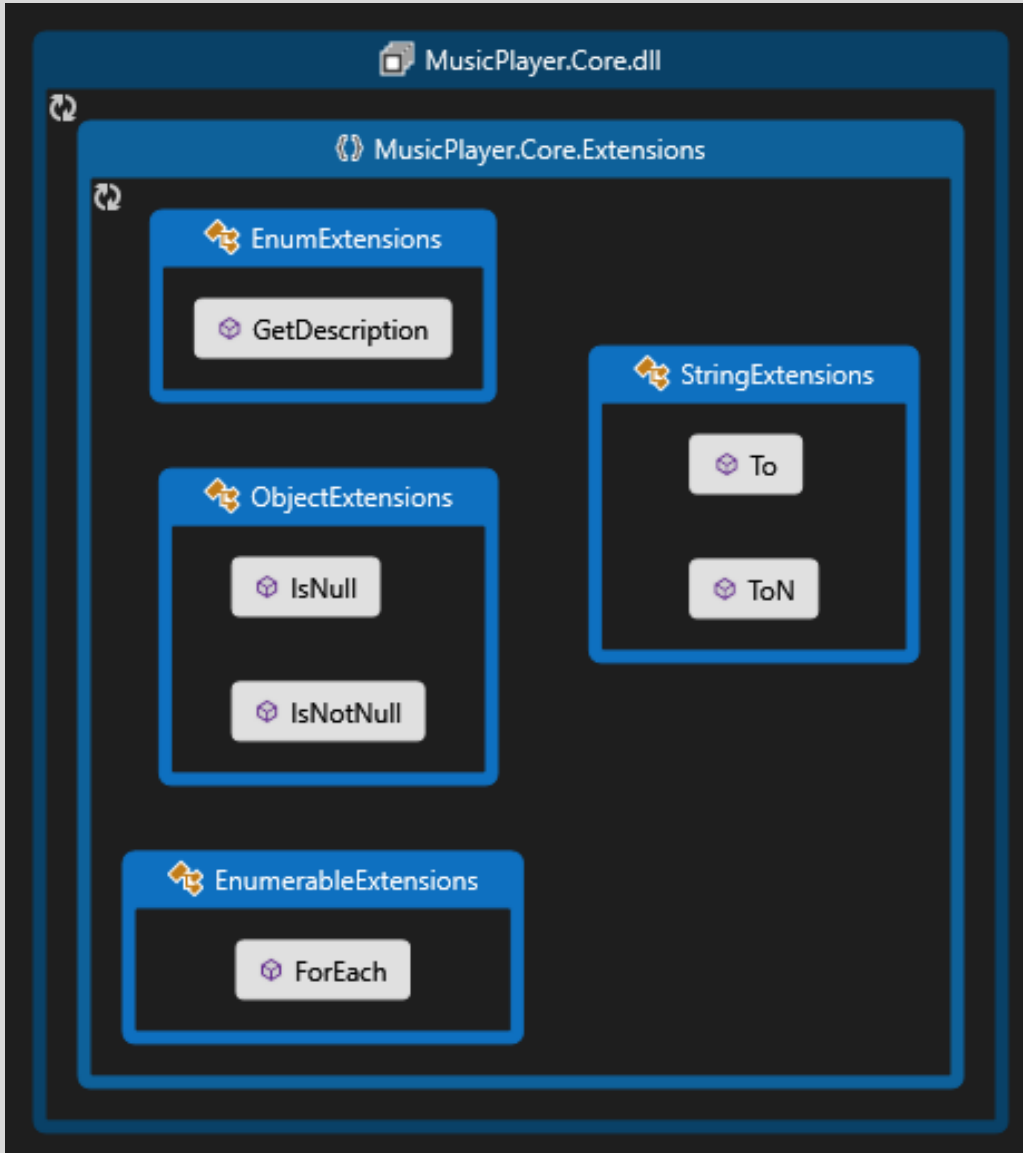 MusicPlayer.Core.dll
MusicPlayer.Core.Extensions
EnumExtensions
GetDescription
StringExtensions
To
ToN
ObjectExtensions
IsNull
IsNotNull
EnumerableExtensions
ForEach